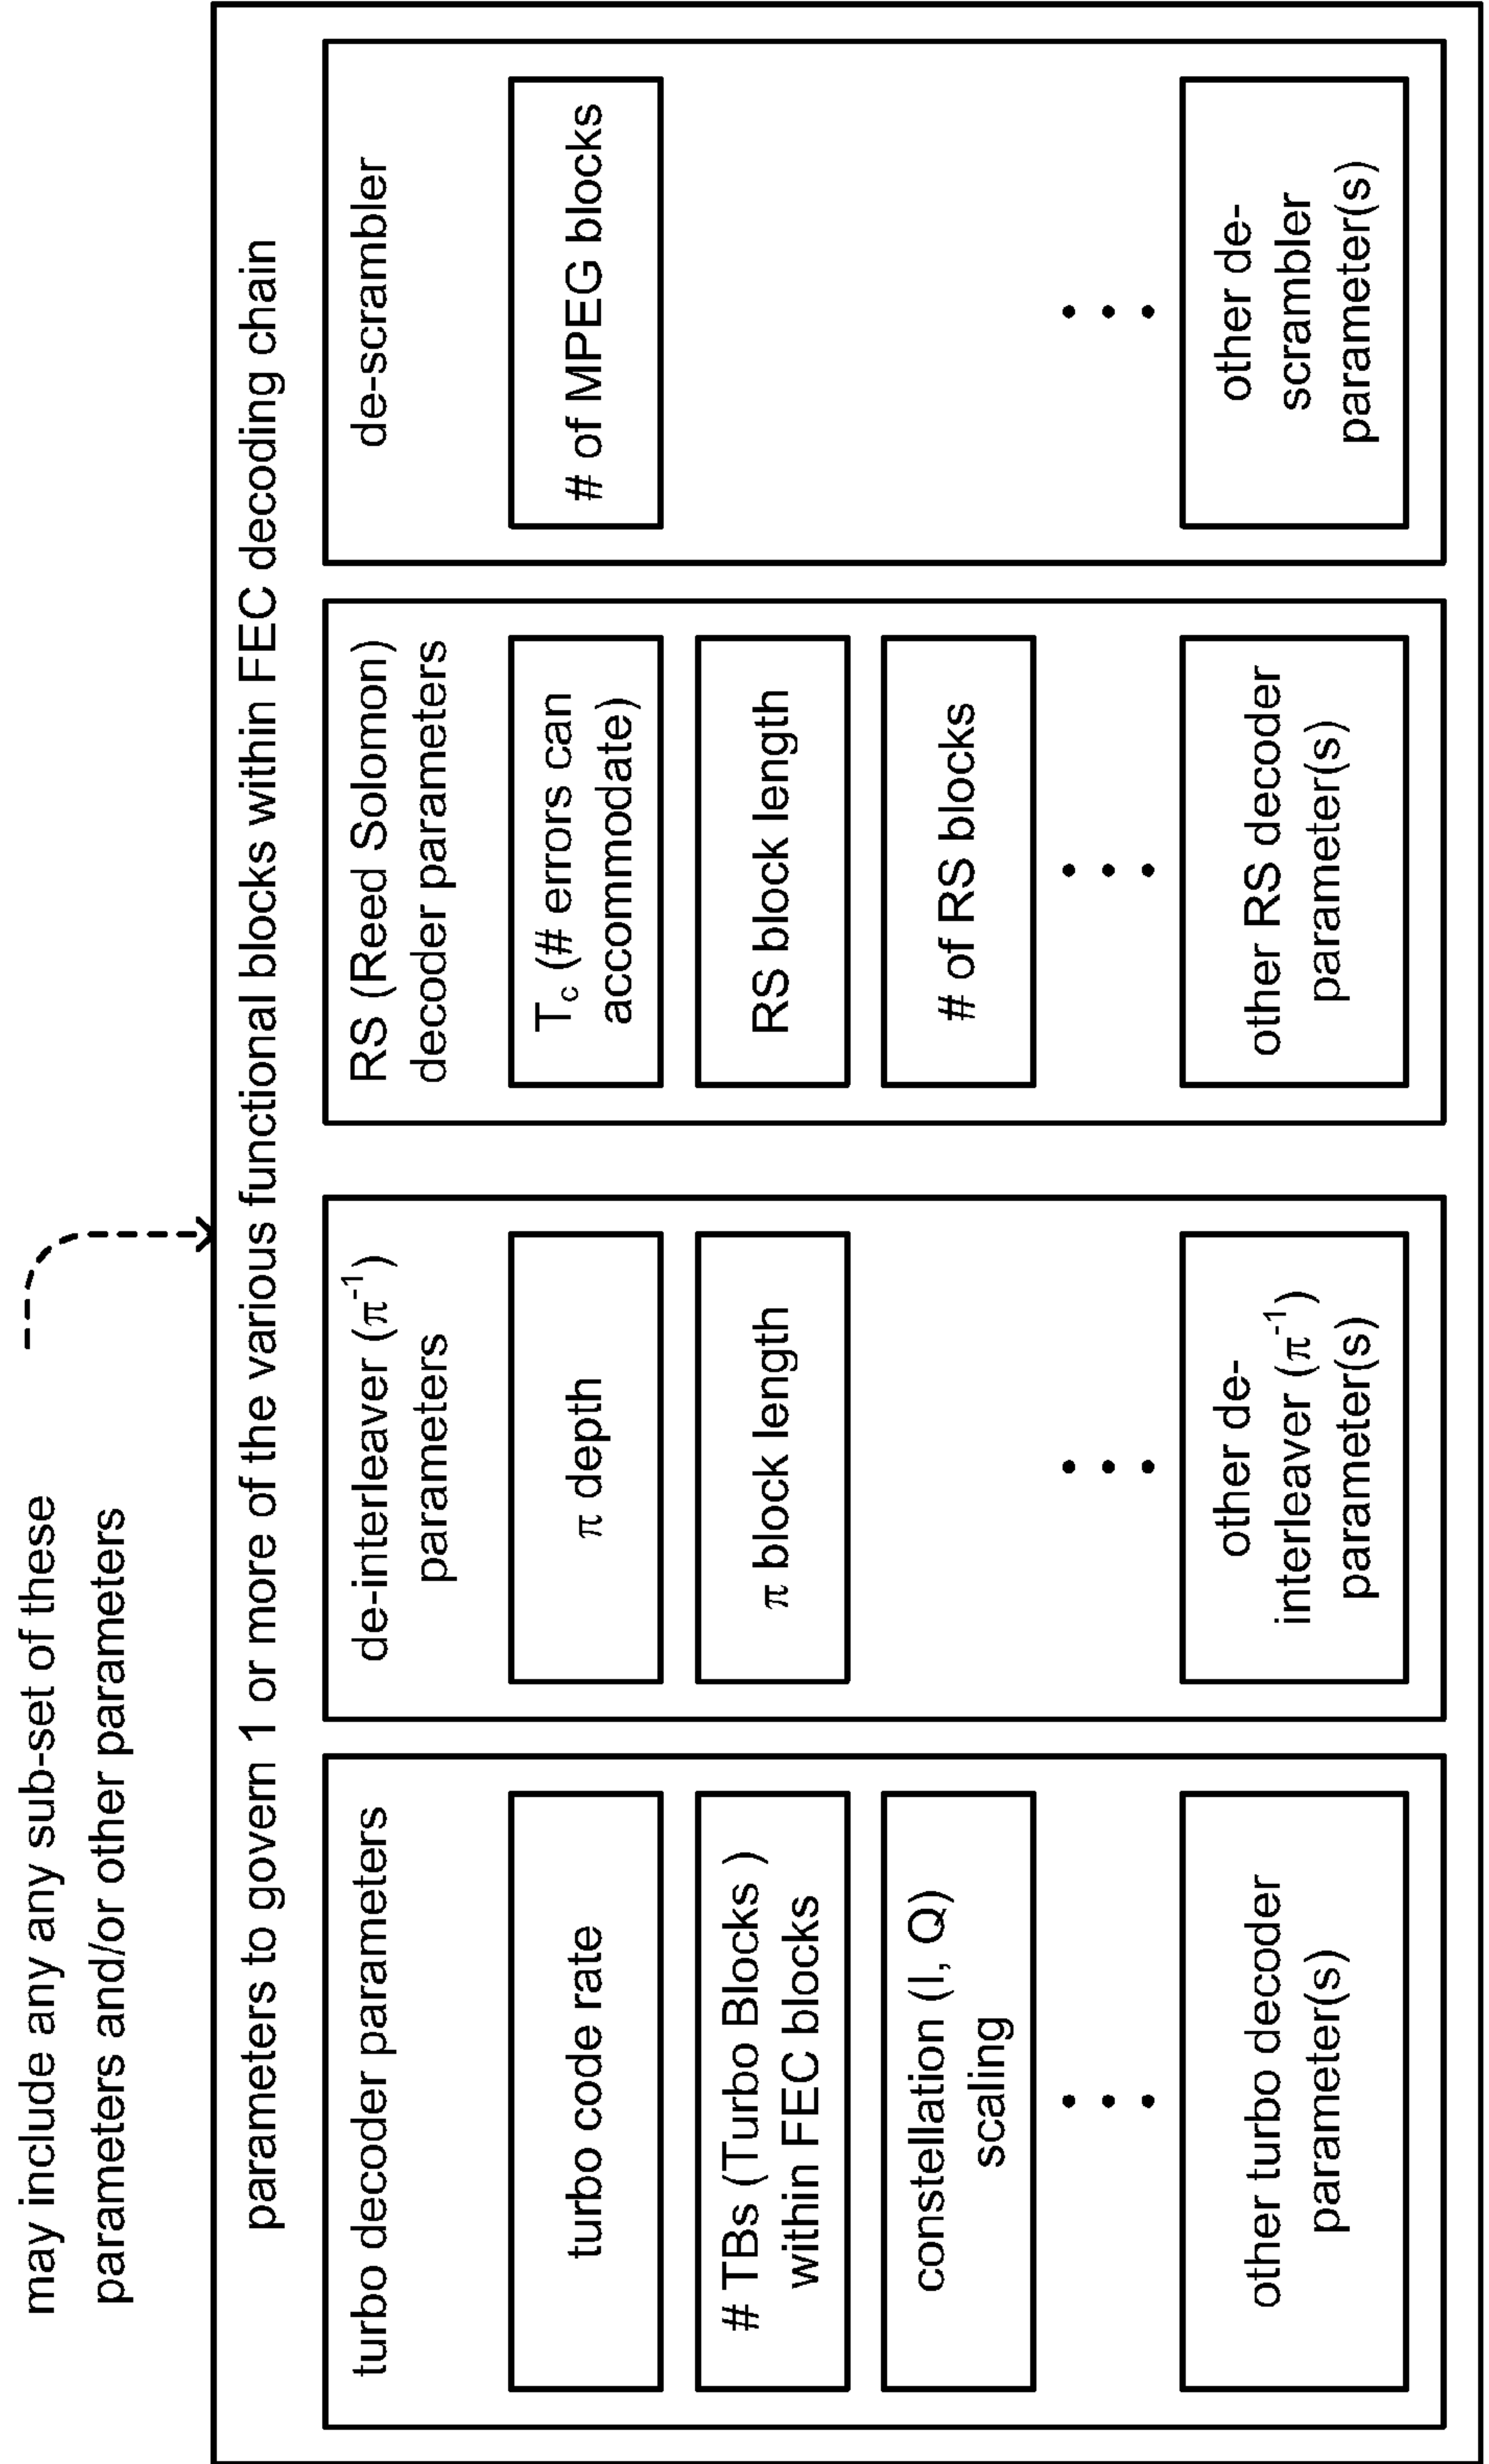 may include any any sub-set of these
parameters and/or other parameters
parameters to govern 1 or more of the various functional blocks within FEC decoding chain
turbo decoder parameters
turbo code rate
# TBs (Turbo Blocks )
within FEC blocks
constellation (I, Q)
scaling
other turbo decoder
parameter(s)
de-interleaver (π⁻¹)
parameters
π depth
π block length
other de-
interleaver (π⁻¹)
parameter(s)
RS (Reed Solomon)
decoder parameters
T_c (# errors can
accommodate)
RS block length
# of RS blocks
other RS decoder
parameter(s)
de-scrambler
# of MPEG blocks
other de-
scrambler
parameter(s)